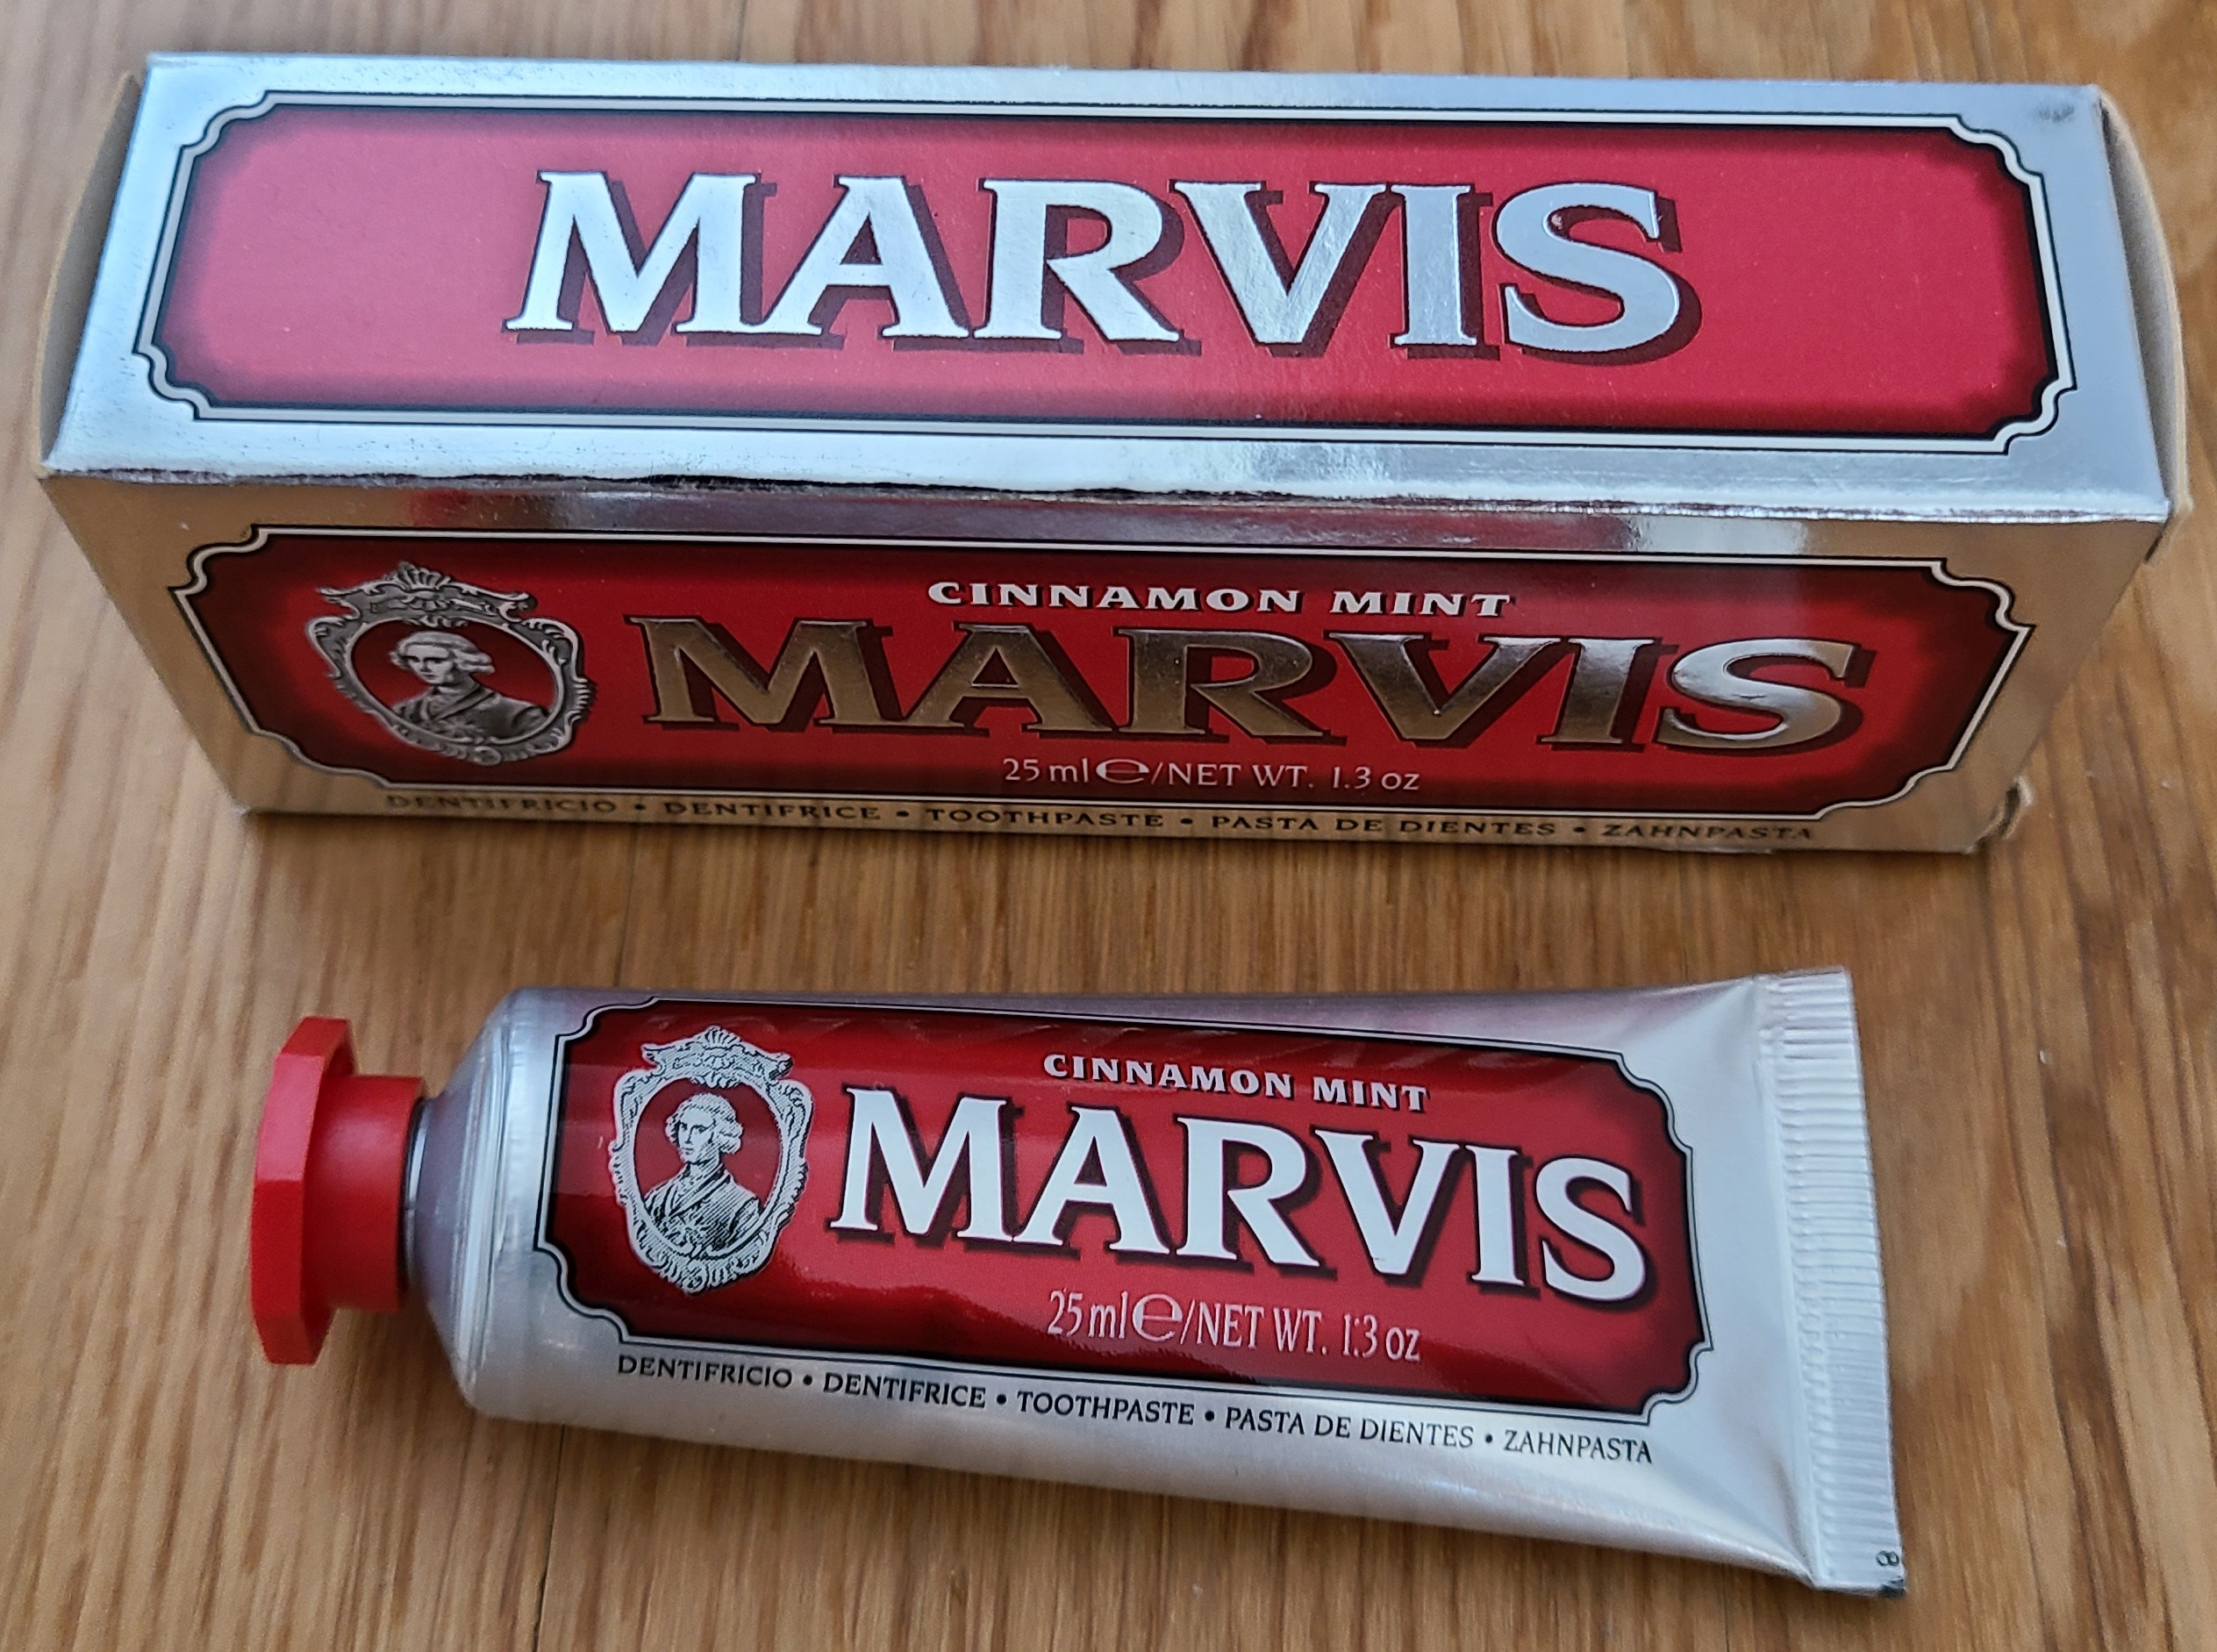 MARVIS
CINNAMON MINT
MARVIS
25 ml ℮/NET WT. 1.3 oz
DENTIFRICIO • DENTIFRICE • TOOTHPASTE • PASTA DE DIENTES • ZAHNPASTA
CINNAMON MINT
MARVIS
25 ml ℮/NET WT. 1.3 oz
DENTIFRICIO • DENTIFRICE • TOOTHPASTE • PASTA DE DIENTES • ZAHNPASTA